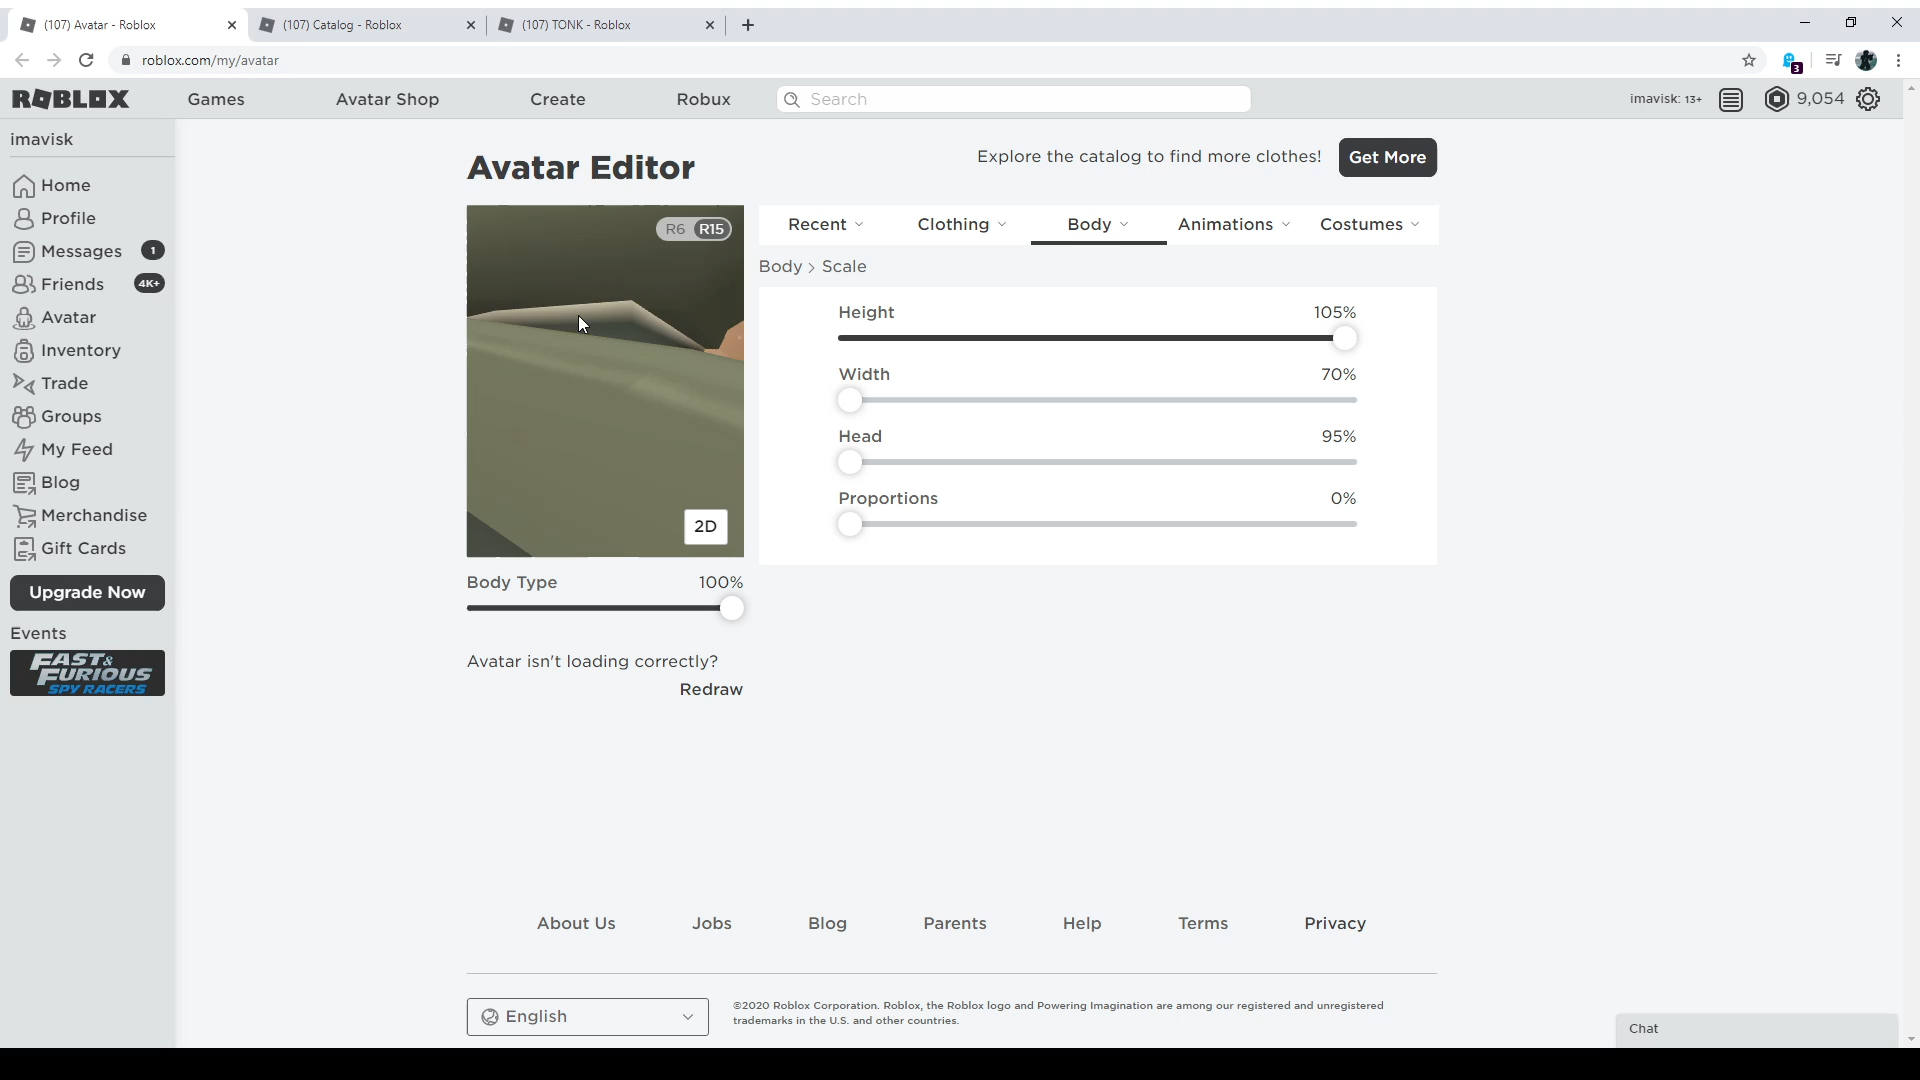 (107) Avatar - Roblox
(107) Catalog - Roblox
(107) TONK - Roblox
roblox.com/my/avatar
3
ROBLOX
Games
Avatar Shop
Create
Robux
Search
imavisk: 13+
9,054
imavisk
Home
Profile
Messages 1
Friends 4K+
Avatar
Inventory
Trade
Groups
My Feed
Blog
Merchandise
Gift Cards
Upgrade Now
Events
FAST & FURIOUS
SPY RACERS
Avatar Editor
Explore the catalog to find more clothes!
Get More
R6 R15
2D
Body Type 100%
Avatar isn't loading correctly?
Redraw
Recent
Clothing
Body
Animations
Costumes
Body > Scale
Height 105%
Width 70%
Head 95%
Proportions 0%
About Us
Jobs
Blog
Parents
Help
Terms
Privacy
English
©2020 Roblox Corporation. Roblox, the Roblox logo and Powering Imagination are among our registered and unregistered
trademarks in the U.S. and other countries.
Chat